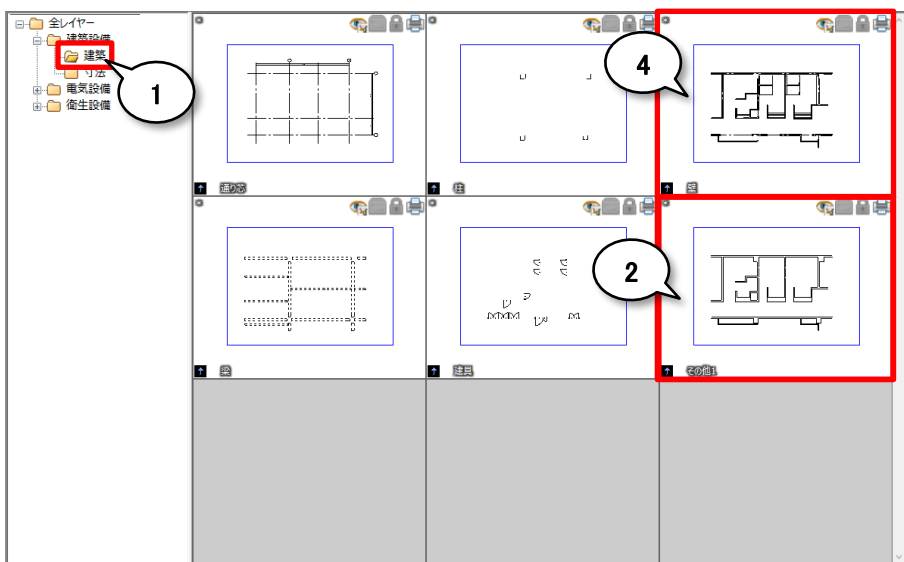 全レイヤー
建築設備
建築
寸法
電気設備
衛生設備
1
4
2
通り芯
柱
壁
梁
建具
その他1